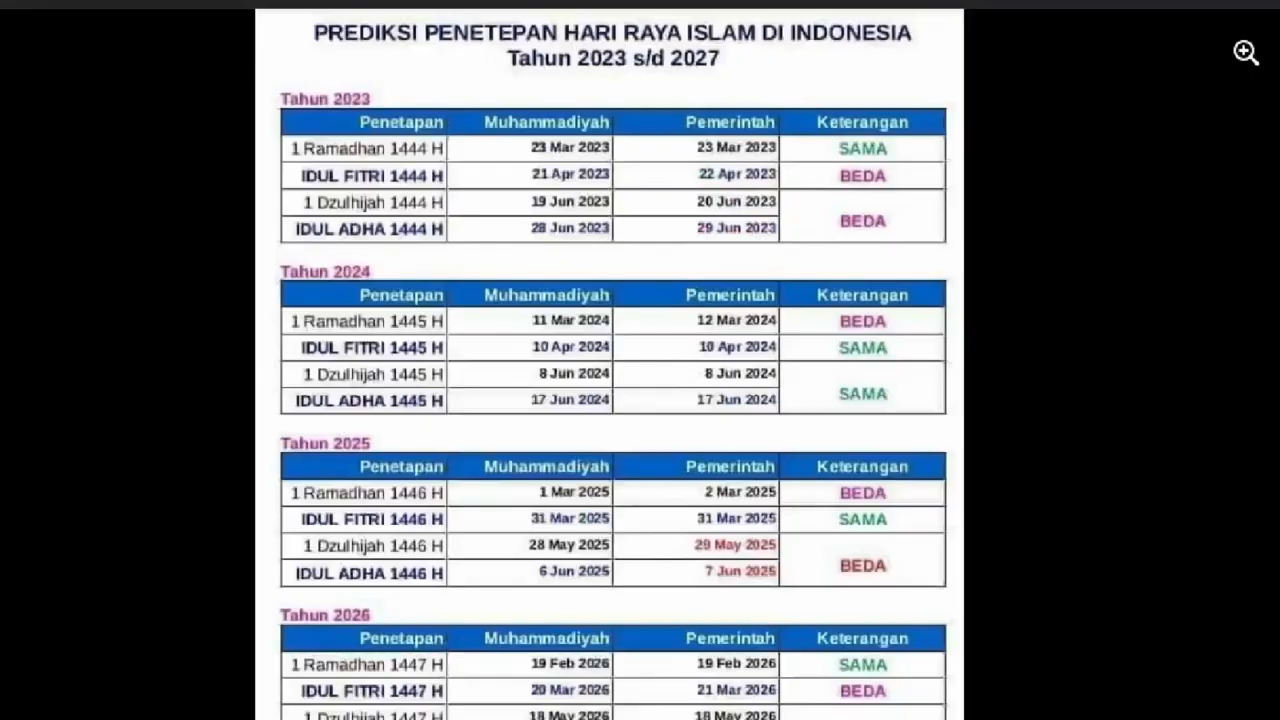 PREDIKSI PENETEPAN HARI RAYA ISLAM DI INDONESIA
Tahun 2023 s/d 2027
Tahun 2023
Penetapan Muhammadiyah Pemerintah Keterangan
1 Ramadhan 1444 H 23 Mar 2023 23 Mar 2023 SAMA
IDUL FITRI 1444 H 21 Apr 2023 22 Apr 2023 BEDA
1 Dzulhijah 1444 H 19 Jun 2023 20 Jun 2023
BEDA
IDUL ADHA 1444 H 28 Jun 2023 29 Jun 2023
Tahun 2024
Penetapan Muhammadiyah Pemerintah Keterangan
1 Ramadhan 1445 H 11 Mar 2024 12 Mar 2024 BEDA
IDUL FITRI 1445 H 10 Apr 2024 10 Apr 2024 SAMA
1 Dzulhijah 1445 H 8 Jun 2024 8 Jun 2024
SAMA
IDUL ADHA 1445 H 17 Jun 2024 17 Jun 2024
Tahun 2025
Penetapan Muhammadiyah Pemerintah Keterangan
1 Ramadhan 1446 H 1 Mar 2025 2 Mar 2025 BEDA
IDUL FITRI 1446 H 31 Mar 2025 31 Mar 2025 SAMA
1 Dzulhijah 1446 H 28 May 2025 29 May 2025
BEDA
IDUL ADHA 1446 H 6 Jun 2025 7 Jun 2025
Tahun 2026
Penetapan Muhammadiyah Pemerintah Keterangan
1 Ramadhan 1447 H 19 Feb 2026 19 Feb 2026 SAMA
IDUL FITRI 1447 H 20 Mar 2026 21 Mar 2026 BEDA
1 Dzulhijah 1447 H 18 May 2026 18 May 2026